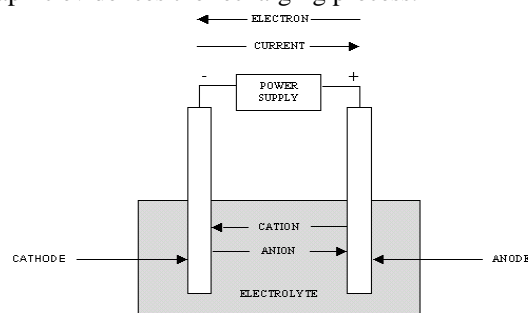 ELECTRON
CURRENT
- +
POWER
SUPPLY
CATION
ANION
CATHODE
ANODE
ELECTROLYTE